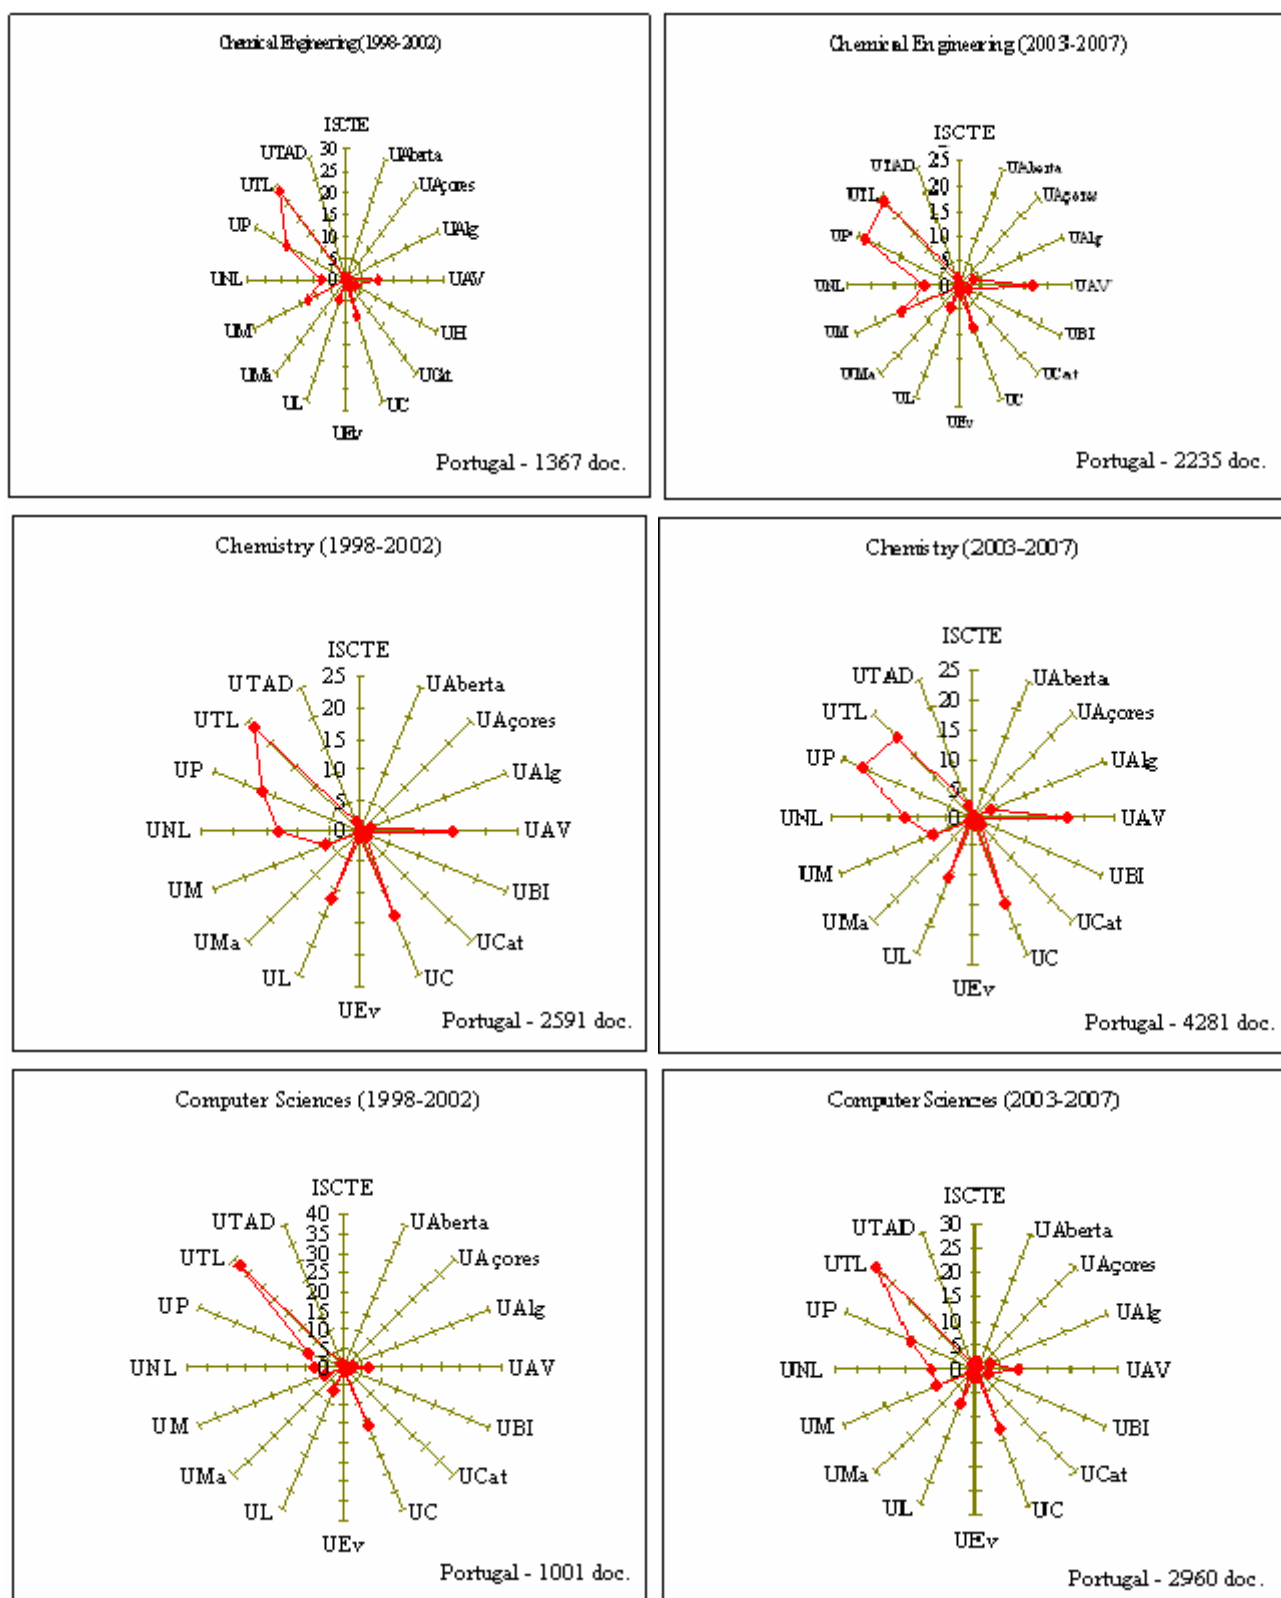 Chemical Engineering (1998-2002)
ISCTE
UTAD
UAberta
UTL
UAçores
UP
UAlg
UNL
UAV
UM
UH
UMa
UCat
UL
UC
UEv
30
25
20
15
10
5
0
Portugal - 1367 doc.
Chemical Engineering (2003-2007)
ISCTE
UTAD
UAberta
UTL
UAçores
UP
UAlg
UNL
UAV
UM
UBI
UMa
UCat
UL
UC
UEv
25
20
15
10
5
0
Portugal - 2235 doc.
Chemistry (1998-2002)
ISCTE
UTAD
UAberta
UTL
UAçores
UP
UAlg
UNL
UAV
UM
UBI
UMa
UCat
UL
UC
UEv
25
20
15
10
5
0
Portugal - 2591 doc.
Chemistry (2003-2007)
ISCTE
UTAD
UAberta
UTL
UAçores
UP
UAlg
UNL
UAV
UM
UBI
UMa
UCat
UL
UC
UEv
25
20
15
10
5
0
Portugal - 4281 doc.
Computer Sciences (1998-2002)
ISCTE
UTAD
UAberta
UTL
UAçores
UP
UAlg
UNL
UAV
UM
UBI
UMa
UCat
UL
UC
UEv
40
35
30
25
20
15
10
5
0
Portugal - 1001 doc.
Computer Sciences (2003-2007)
ISCTE
UTAD
UAberta
UTL
UAçores
UP
UAlg
UNL
UAV
UM
UBI
UMa
UCat
UL
UC
UEv
30
25
20
15
10
5
0
Portugal - 2960 doc.